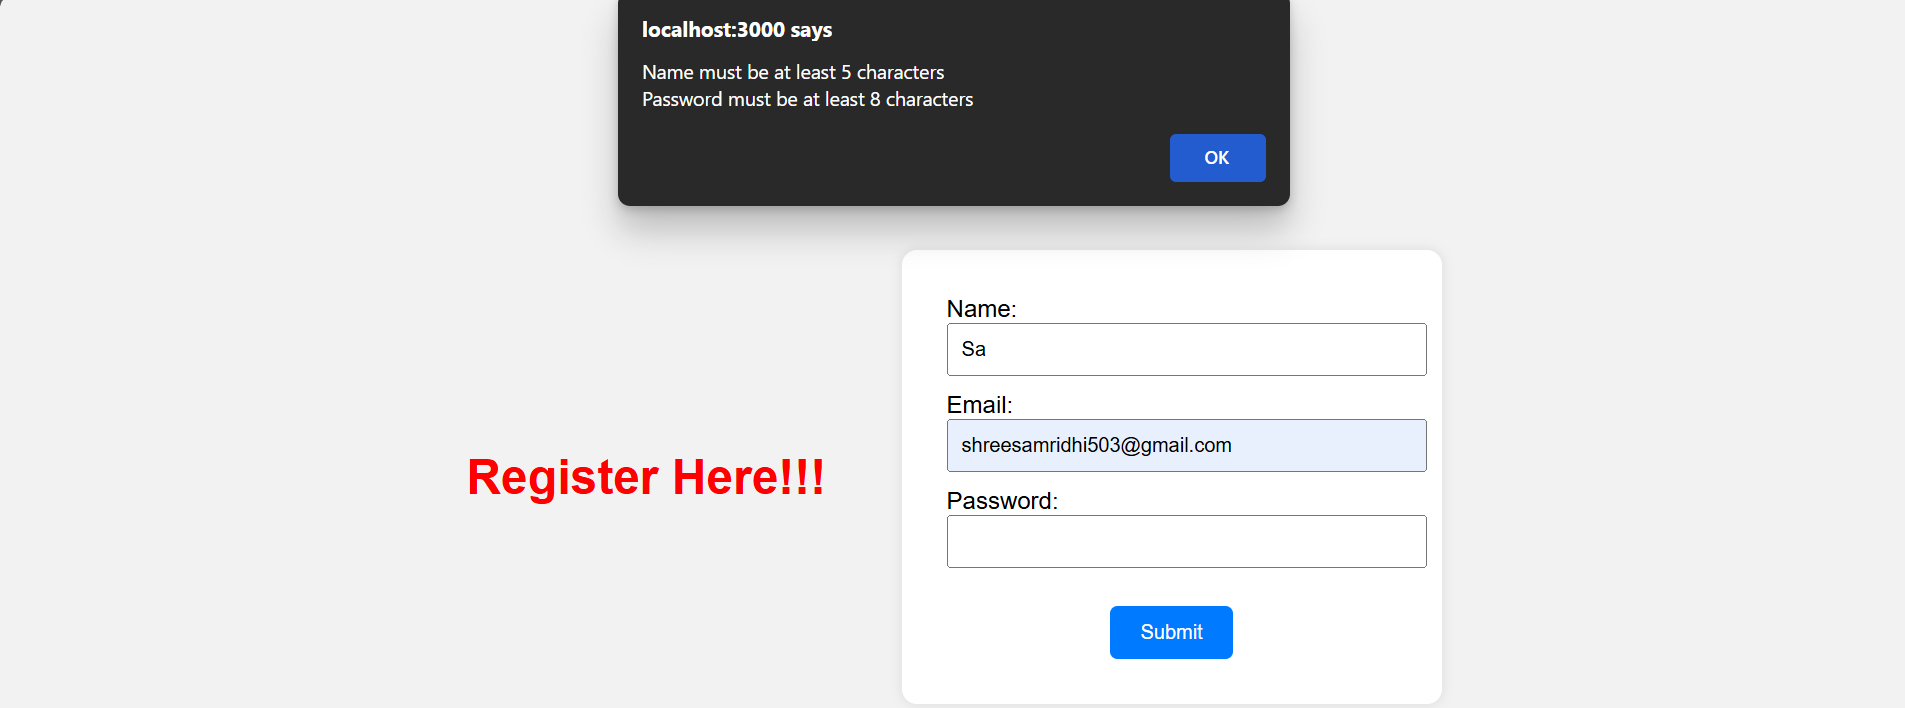 localhost:3000 says
Name must be at least 5 characters
Password must be at least 8 characters
OK
Register Here!!!
Name:
Sa
Email:
shreesamridhi503@gmail.com
Password:
Submit